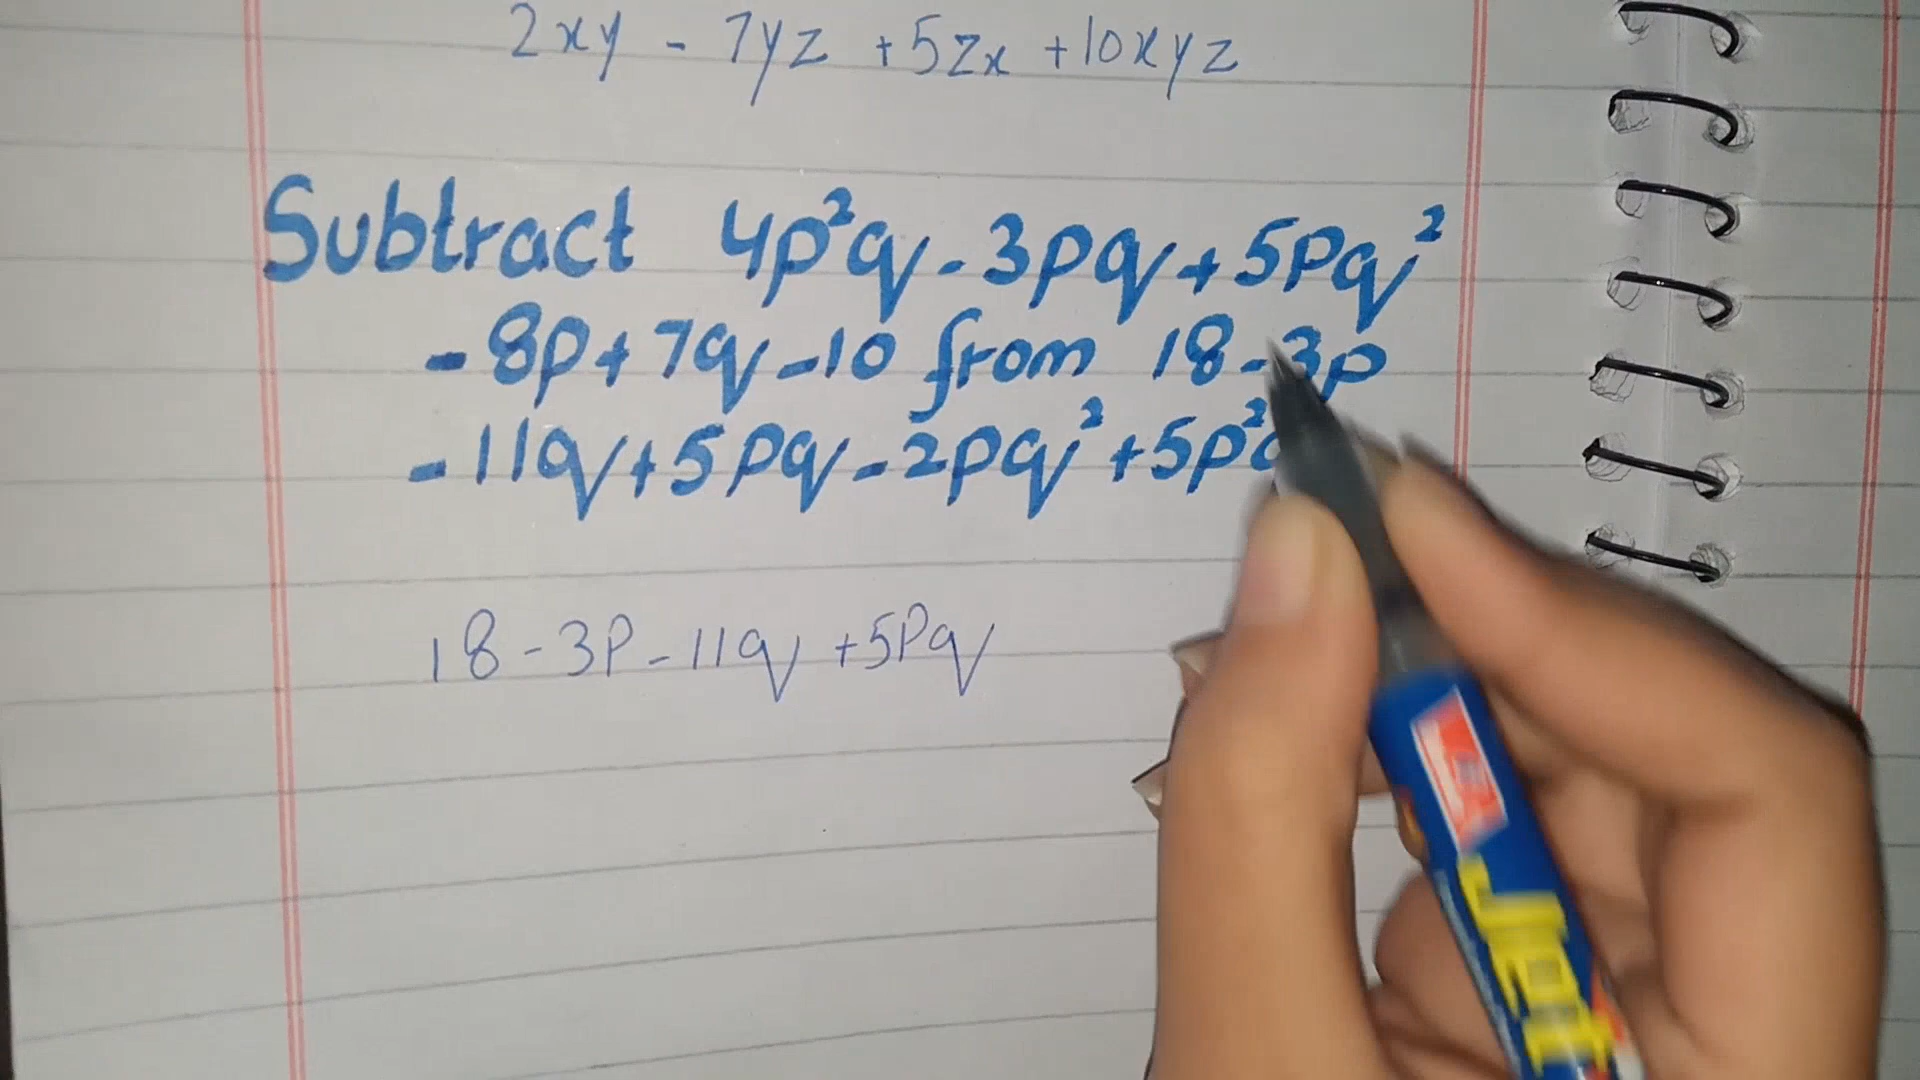 2xy - 7yz + 5zx + 10xyz
Subtract 4p²q - 3pq + 5pq²
- 8p + 7q - 10 from 18 - 3p
- 11q + 5pq - 2pq² + 5p²
18 - 3p - 11q + 5pq